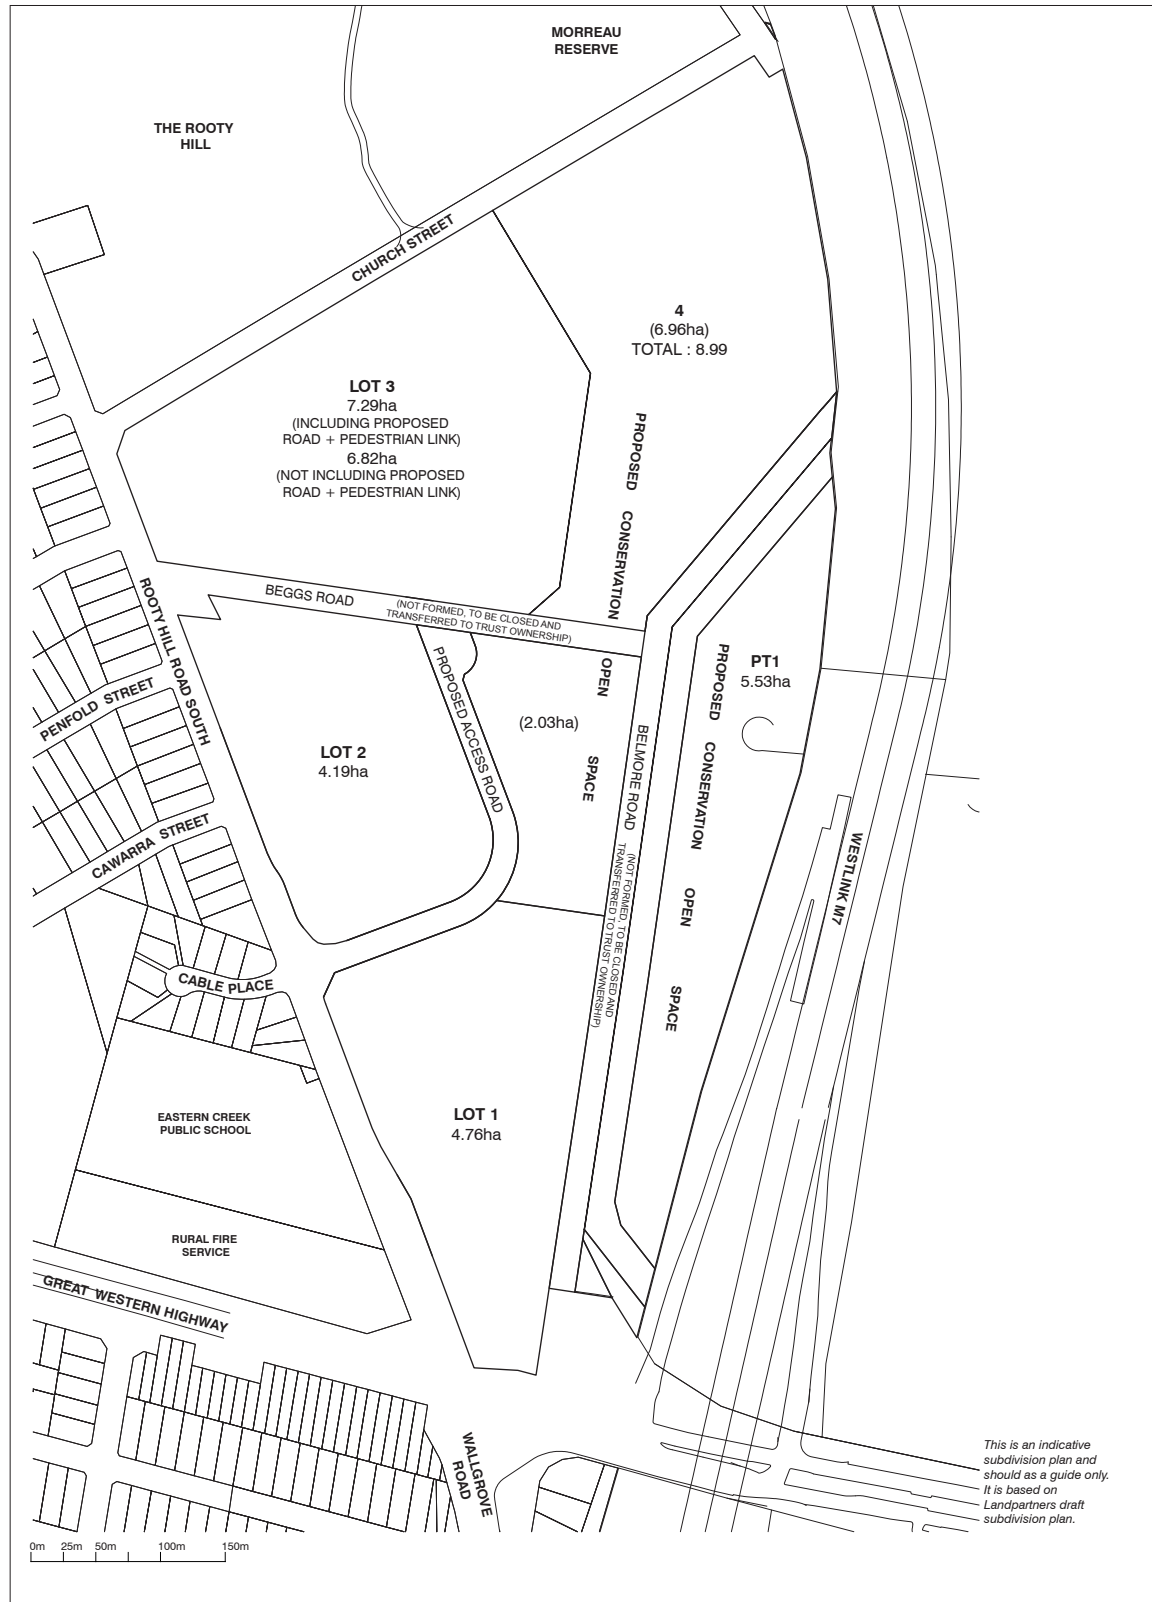 MORREAU
RESERVE
THE ROOTY
HILL
CHURCH STREET
4
(6.96ha)
TOTAL : 8.99
LOT 3
7.29ha
(INCLUDING PROPOSED
ROAD + PEDESTRIAN LINK)
6.82ha
(NOT INCLUDING PROPOSED
ROAD + PEDESTRIAN LINK)
PROPOSED CONSERVATION
OPEN SPACE
BEGGS ROAD
(NOT FORMED, TO BE CLOSED AND
TRANSFERRED TO TRUST OWNERSHIP)
ROOTY HILL ROAD SOUTH
PENFOLD STREET
PROPOSED ACCESS ROAD
(2.03ha)
LOT 2
4.19ha
BELMORE ROAD
(NOT FORMED, TO BE CLOSED AND
TRANSFERRED TO TRUST OWNERSHIP)
PT1
5.53ha
PROPOSED CONSERVATION OPEN SPACE
WESTLINK M7
CAWARRA STREET
CABLE PLACE
LOT 1
4.76ha
EASTERN CREEK
PUBLIC SCHOOL
RURAL FIRE
SERVICE
GREAT WESTERN HIGHWAY
WALLGROVE
ROAD
This is an indicative
subdivision plan and
should as a guide only.
It is based on
Landpartners draft
subdivision plan.
0m 25m 50m 100m 150m